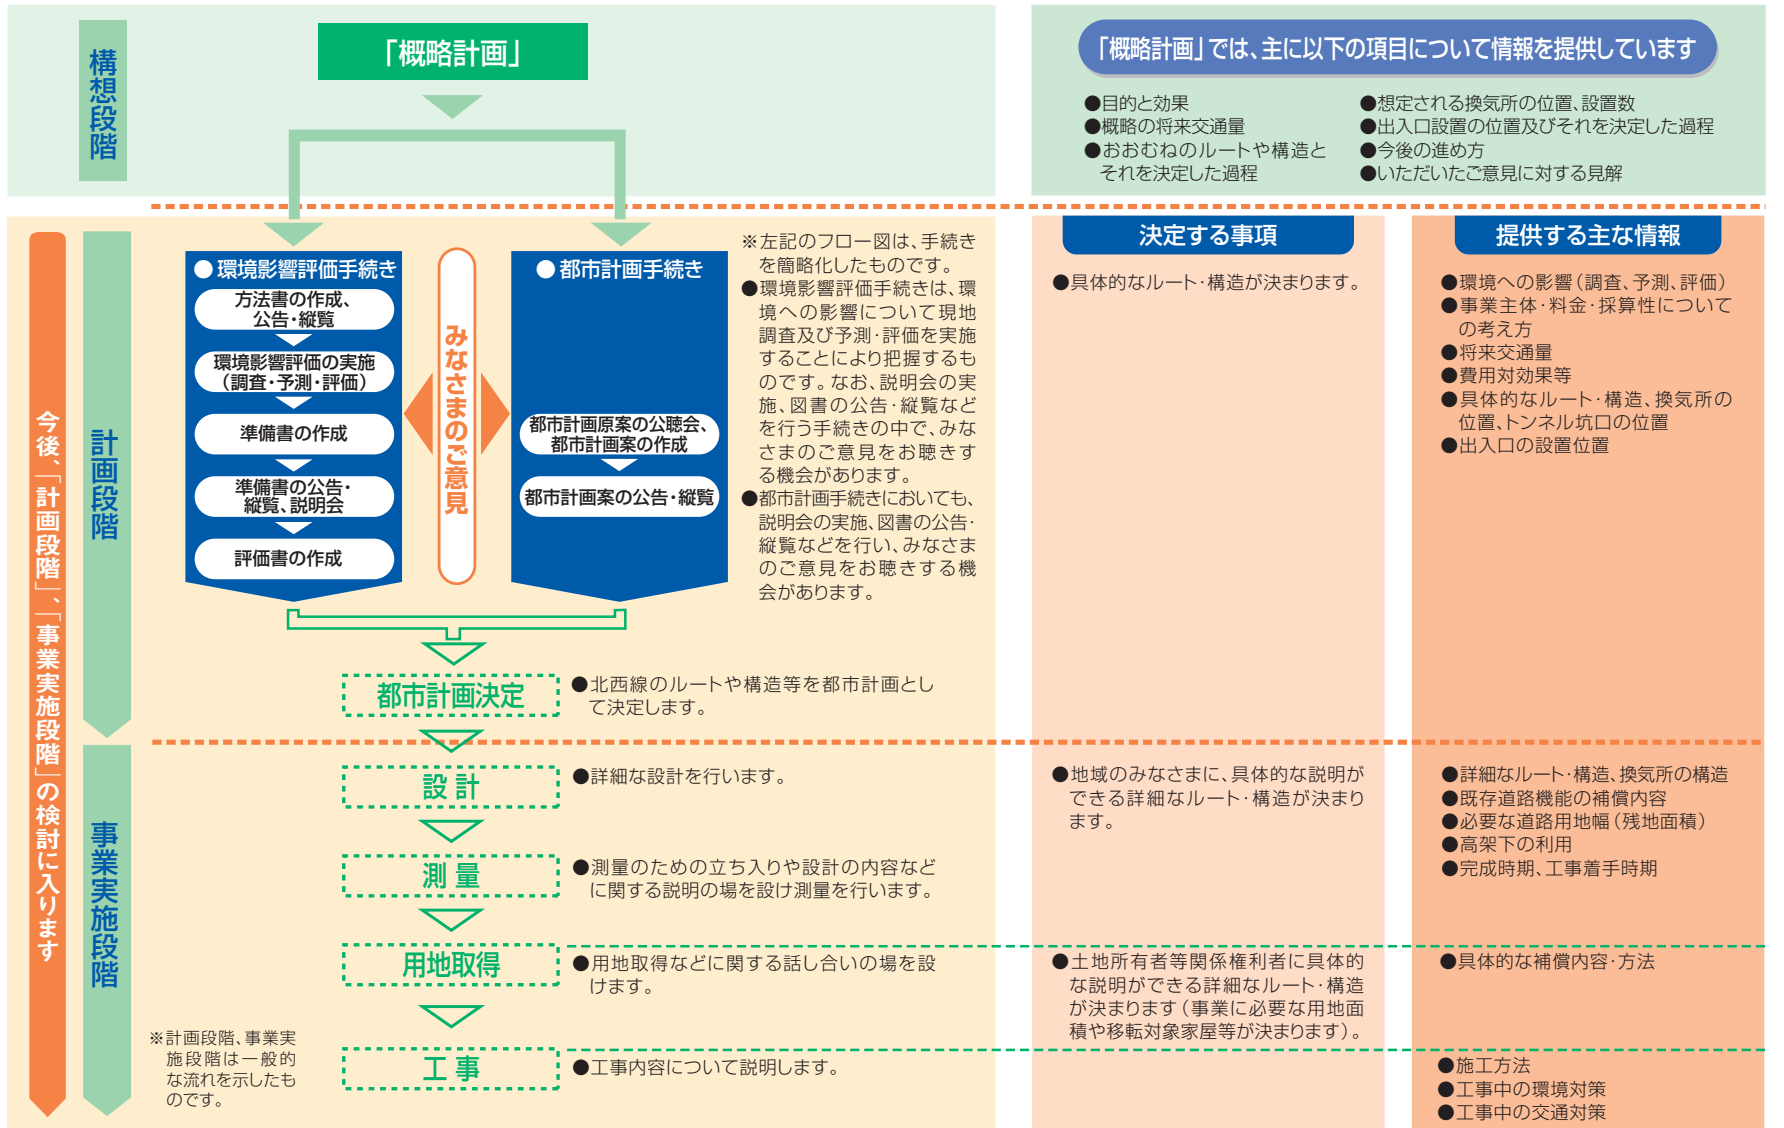 構想段階
「概略計画」
「概略計画」では、主に以下の項目について情報を提供しています
●目的と効果
●概略の将来交通量
●おおむねのルートや構造と
それを決定した過程
●想定される換気所の位置、設置数
●出入口設置の位置及びそれを決定した過程
●今後の進め方
●いただいたご意見に対する見解
今後、「計画段階」、「事業実施段階」の検討に入ります
計画段階
●環境影響評価手続き
方法書の作成、
公告・縦覧
環境影響評価の実施
（調査・予測・評価）
準備書の作成
準備書の公告・
縦覧、説明会
評価書の作成
みなさまのご意見
●都市計画手続き
都市計画原案の公聴会、
都市計画案の作成
都市計画案の公告・縦覧
※左記のフロー図は、手続き
を簡略化したものです。
●環境影響評価手続きは、環
境への影響について現地
調査及び予測・評価を実施
することにより把握するも
のです。なお、説明会の実
施、図書の公告・縦覧など
を行う手続きの中で、みな
さまのご意見をお聴きす
る機会があります。
●都市計画手続きにおいても、
説明会の実施、図書の公告・
縦覧などを行い、みなさま
のご意見をお聴きする機
会があります。
決定する事項
●具体的なルート・構造が決まります。
提供する主な情報
●環境への影響（調査、予測、評価）
●事業主体・料金・採算性について
の考え方
●将来交通量
●費用対効果等
●具体的なルート・構造、換気所の
位置、トンネル坑口の位置
●出入口の設置位置
都市計画決定
●北西線のルートや構造等を都市計画とし
て決定します。
事業実施段階
設計
●詳細な設計を行います。
●地域のみなさまに、具体的な説明が
できる詳細なルート・構造が決まり
ます。
●詳細なルート・構造、換気所の構造
●既存道路機能の補償内容
●必要な道路用地幅（残地面積）
●高架下の利用
●完成時期、工事着手時期
測量
●測量のための立ち入りや設計の内容など
に関する説明の場を設け測量を行います。
用地取得
●用地取得などに関する話し合いの場を設
けます。
●土地所有者等関係権利者に具体的
な説明ができる詳細なルート・構造
が決まります（事業に必要な用地面
積や移転対象家屋等が決まります）。
●具体的な補償内容・方法
※計画段階、事業実
施段階は一般的
な流れを示したも
のです。
工事
●工事内容について説明します。
●施工方法
●工事中の環境対策
●工事中の交通対策